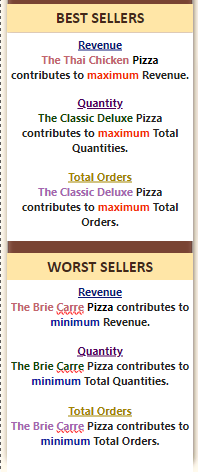 BEST SELLERS
Revenue
The Thai Chicken Pizza
contributes to maximum Revenue.
Quantity
The Classic Deluxe Pizza
contributes to maximum Total
Quantities.
Total Orders
The Classic Deluxe Pizza
contributes to maximum Total
Orders.
WORST SELLERS
Revenue
The Brie Carre Pizza contributes to
minimum Revenue.
Quantity
The Brie Carre Pizza contributes to
minimum Total Quantities.
Total Orders
The Brie Carre Pizza contributes to
minimum Total Orders.